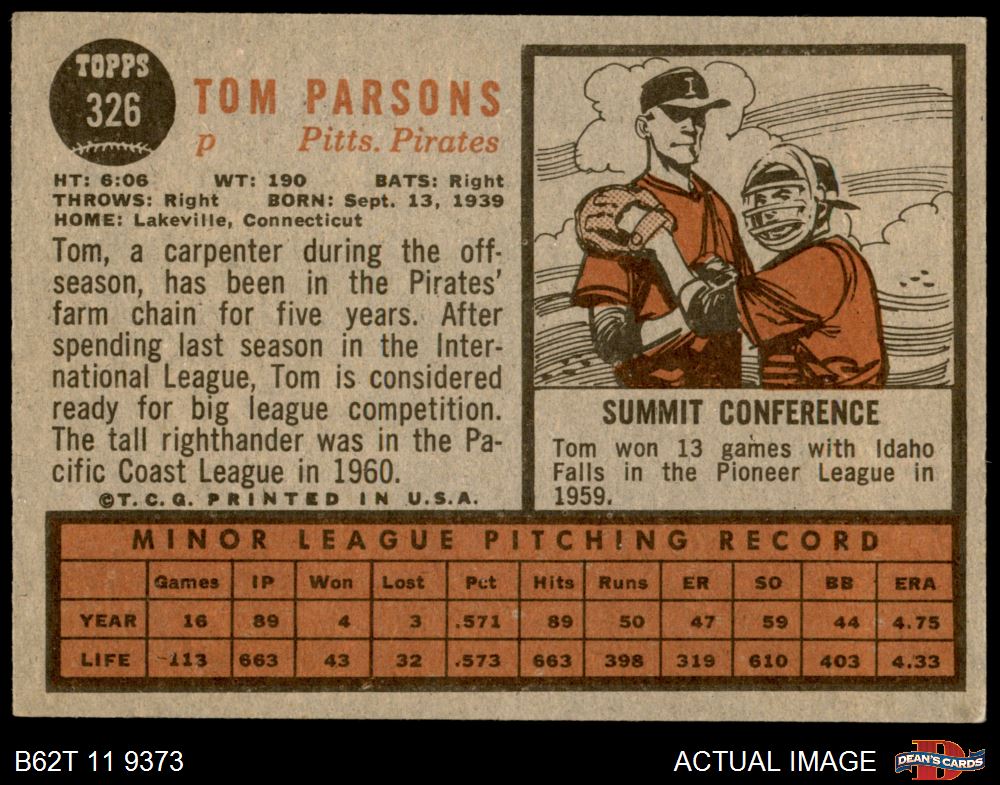 TOPPS
326
TOM PARSONS
p Pitts. Pirates
HT: 6:06 WT: 190 BATS: Right
THROWS: Right BORN: Sept. 13, 1939
HOME: Lakeville, Connecticut
Tom, a carpenter during the off-
season, has been in the Pirates'
farm chain for five years. After
spending last season in the Inter-
national League, Tom is considered
ready for big league competition.
The tall righthander was in the Pa-
cific Coast League in 1960.
©T.C.G. PRINTED IN U.S.A.
I
SUMMIT CONFERENCE
Tom won 13 games with Idaho
Falls in the Pioneer League in
1959.
MINOR LEAGUE PITCHING RECORD
Games IP Won Lost Pct Hits Runs ER SO BB ERA
YEAR 16 89 4 3 .571 89 50 47 59 44 4.75
LIFE 113 663 43 32 .573 663 398 319 610 403 4.33
B62T 11 9373
ACTUAL IMAGE
D
DEAN'S CARDS